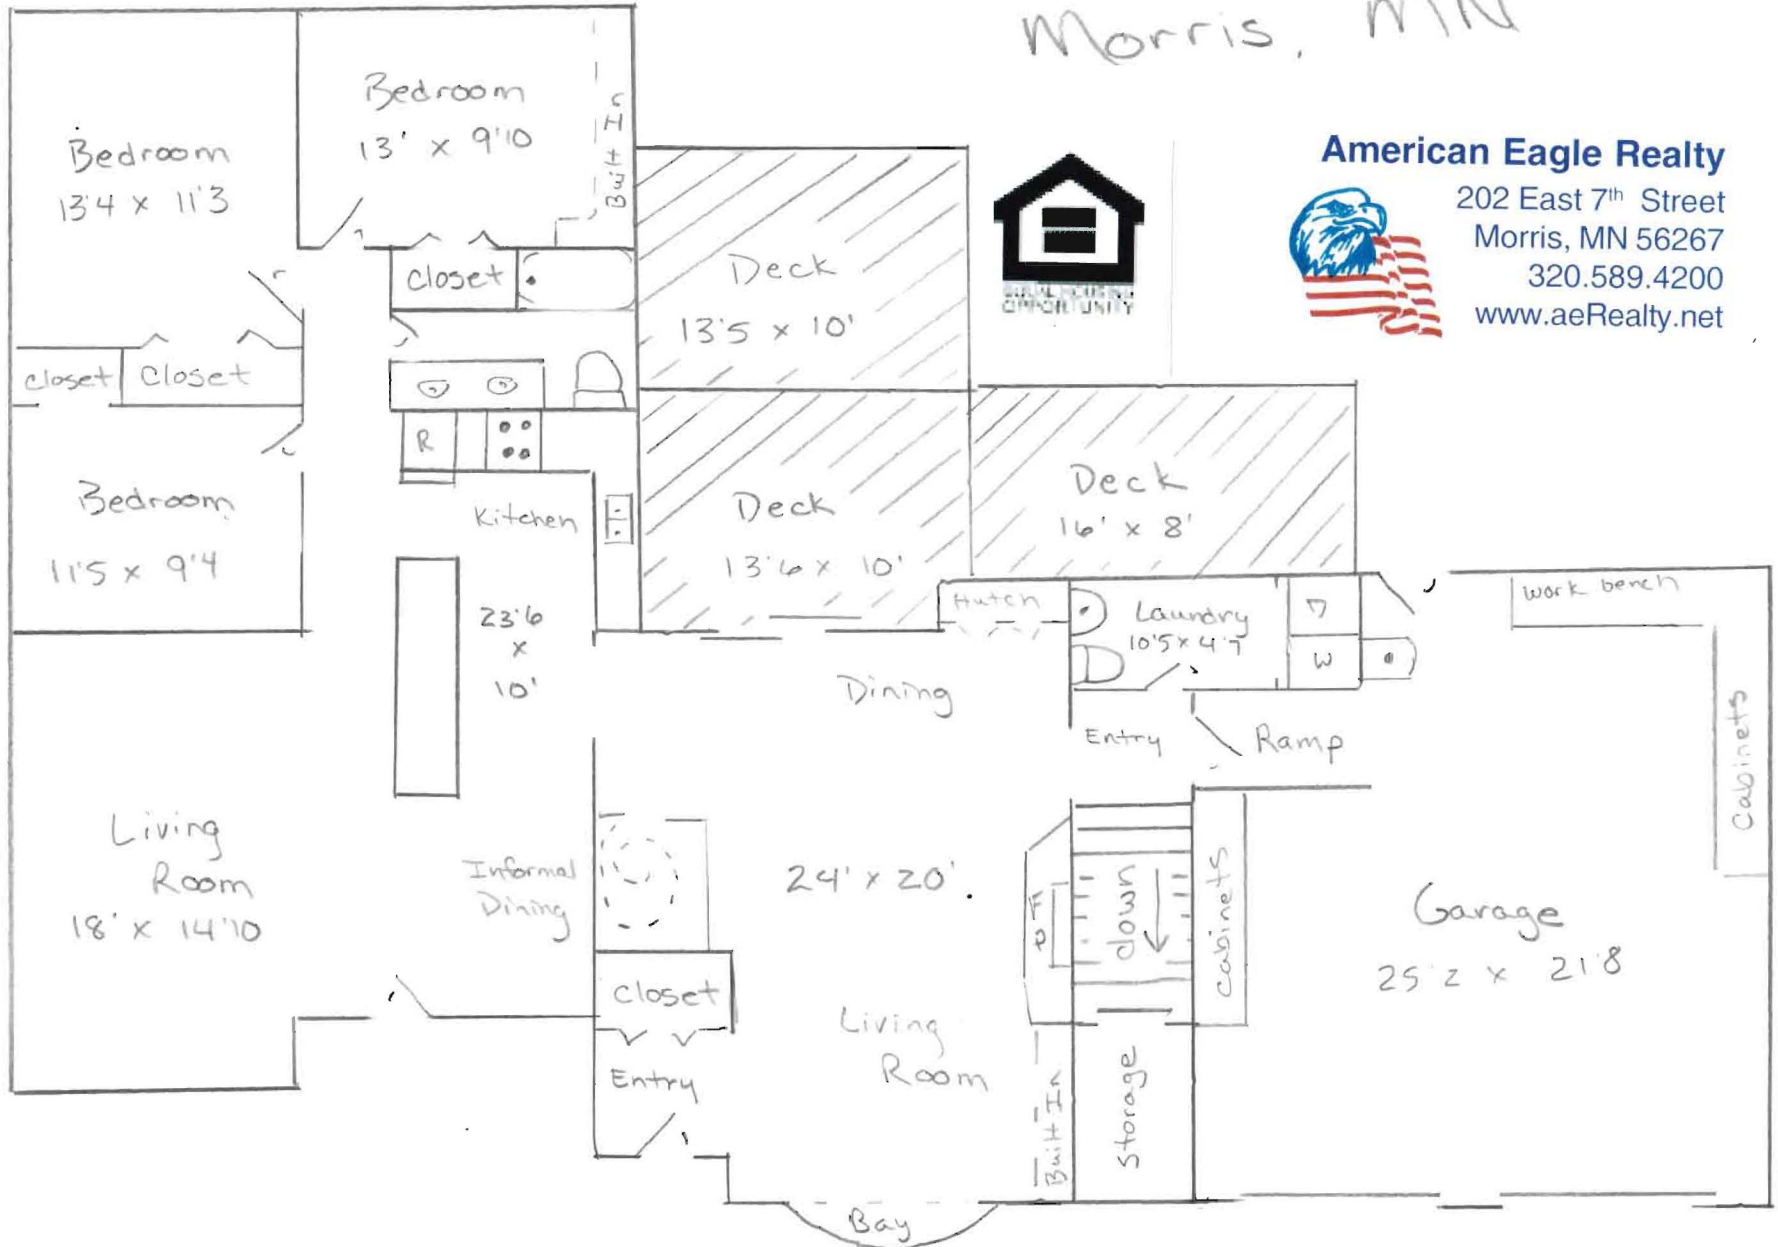 Morris, MN
American Eagle Realty
202 East 7th Street
Morris, MN 56267
320.589.4200
www.aeRealty.net
EQUAL HOUSING
OPPORTUNITY
Bedroom
13'4 x 11'3
Bedroom
13' x 9'10
Built In
closet
closet
Closet
Deck
13'5 x 10'
Deck
13'6 x 10'
Deck
16' x 8'
R
Kitchen
23'6
x
10'
Bedroom
11'5 x 9'4
Hutch
Laundry
10'5 x 4'7
D
W
work bench
Cabinets
Dining
Entry
Ramp
Living
Room
18' x 14'10
Informal
Dining
24' x 20'
FP
down
Cabinets
Garage
25'2 x 21'8
closet
Entry
Living
Room
Built In
Storage
Bay